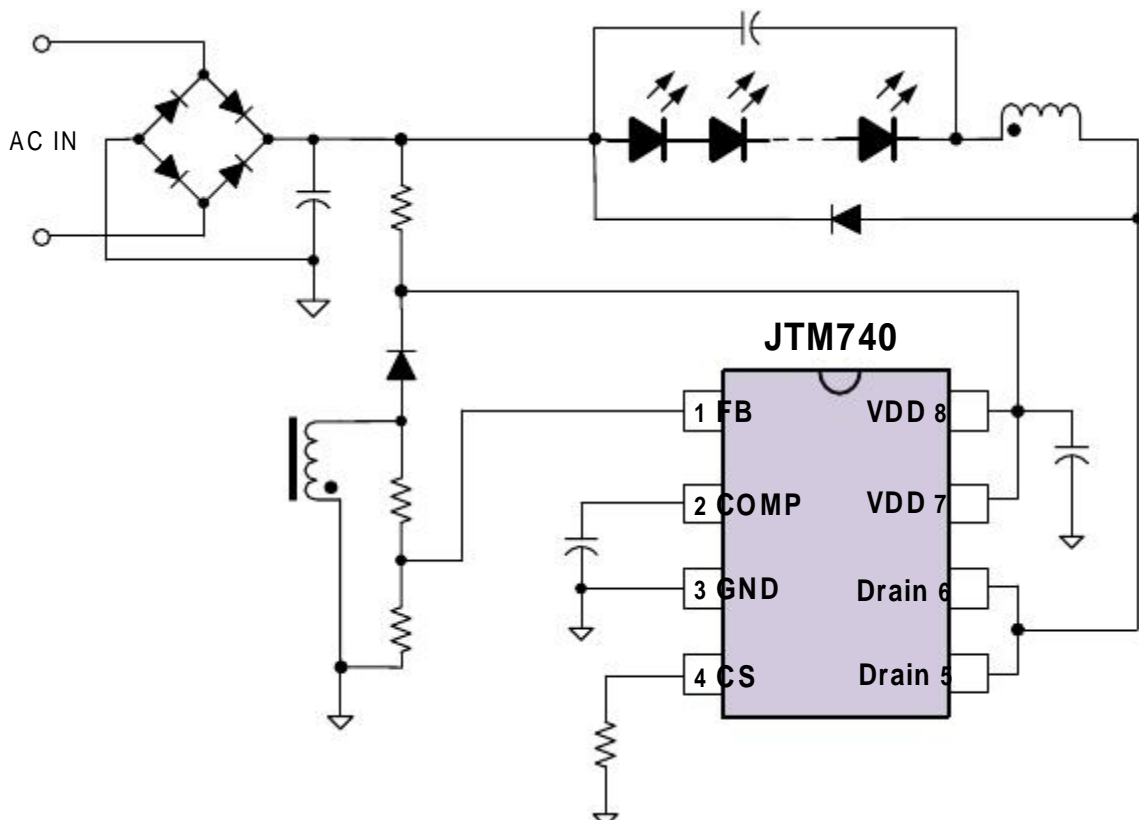 AC IN
JTM740
1 FB
VDD 8
2 COMP
VDD 7
3 GND
Drain 6
4 CS
Drain 5